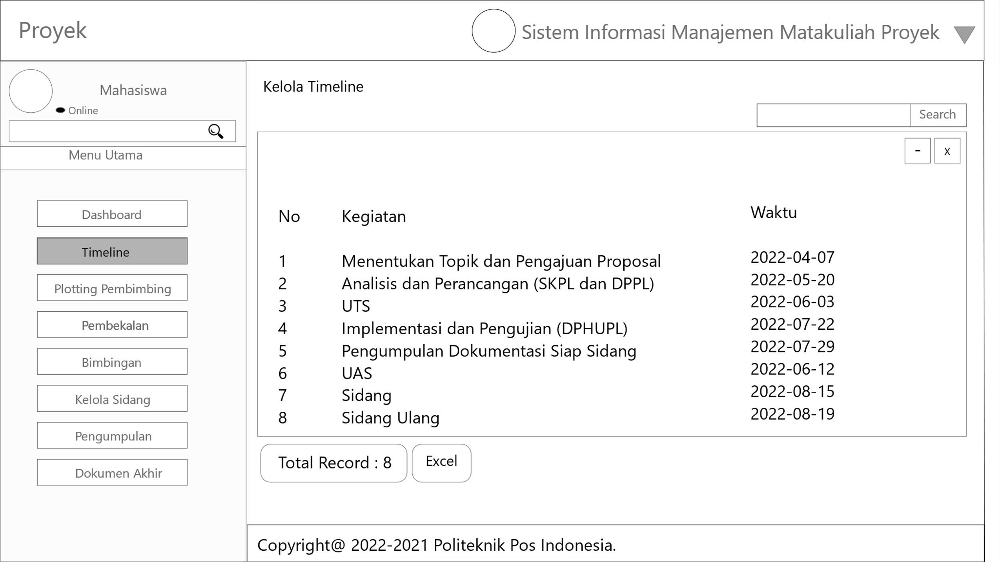 Proyek
Sistem Informasi Manajemen Matakuliah Proyek
Mahasiswa
Online
Menu Utama
Dashboard
Timeline
Plotting Pembimbing
Pembekalan
Bimbingan
Kelola Sidang
Pengumpulan
Dokumen Akhir
Kelola Timeline
Search
- x
No Kegiatan Waktu
1 Menentukan Topik dan Pengajuan Proposal 2022-04-07
2 Analisis dan Perancangan (SKPL dan DPPL) 2022-05-20
3 UTS 2022-06-03
4 Implementasi dan Pengujian (DPHUPL) 2022-07-22
5 Pengumpulan Dokumentasi Siap Sidang 2022-07-29
6 UAS 2022-06-12
7 Sidang 2022-08-15
8 Sidang Ulang 2022-08-19
Total Record : 8 Excel
Copyright@ 2022-2021 Politeknik Pos Indonesia.